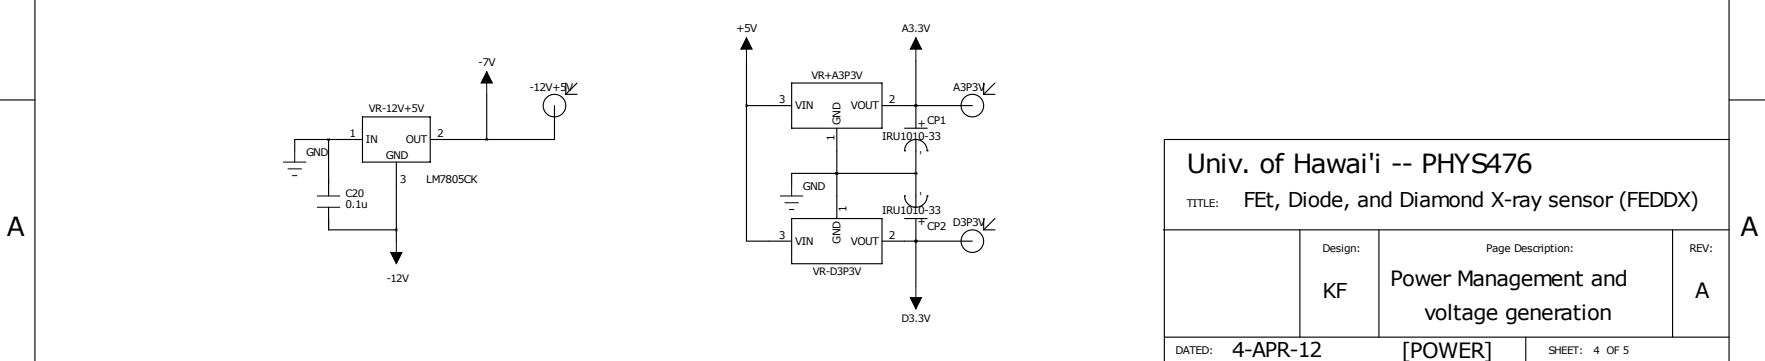 A
-7V
-12V+5V
VR-12V+5V
1
IN
OUT
2
GND
GND
3
LM7805CK
C20
0.1u
-12V
+5V
A3.3V
VR+A3P3V
A3P3V
3
VIN
GND
VOUT
2
1
+
CP1
IRU1010-33
-
GND
-
1
IRU1010-33
+
CP2
D3P3V
3
VIN
GND
VOUT
2
VR-D3P3V
D3.3V
Univ. of Hawai'i -- PHYS476
TITLE: FEt, Diode, and Diamond X-ray sensor (FEDDX)
Design:
KF
Page Description:
Power Management and
voltage generation
REV:
A
DATED: 4-APR-12
[POWER]
SHEET: 4 OF 5
A